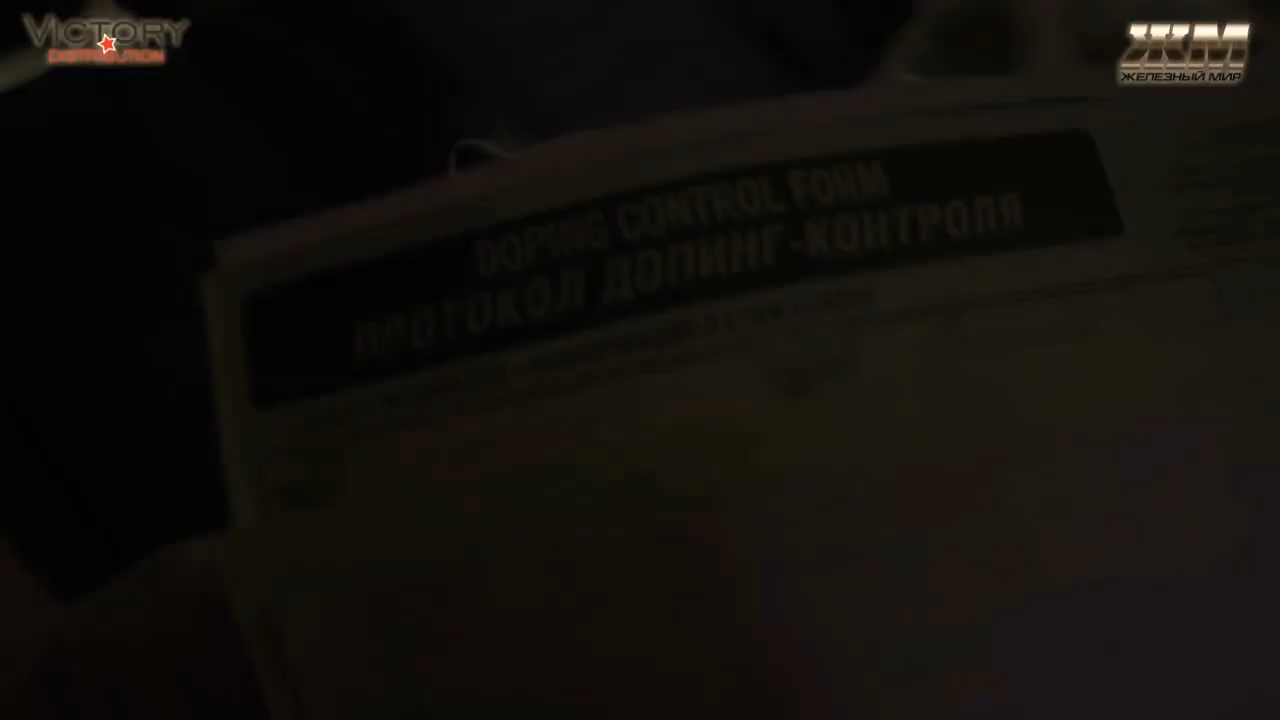 VICTORY
DISTRIBUTION
ЖМ
ЖЕЛЕЗНЫЙ МИР
DOPING CONTROL FORM
ПРОТОКОЛ ДОПИНГ-КОНТРОЛЯ